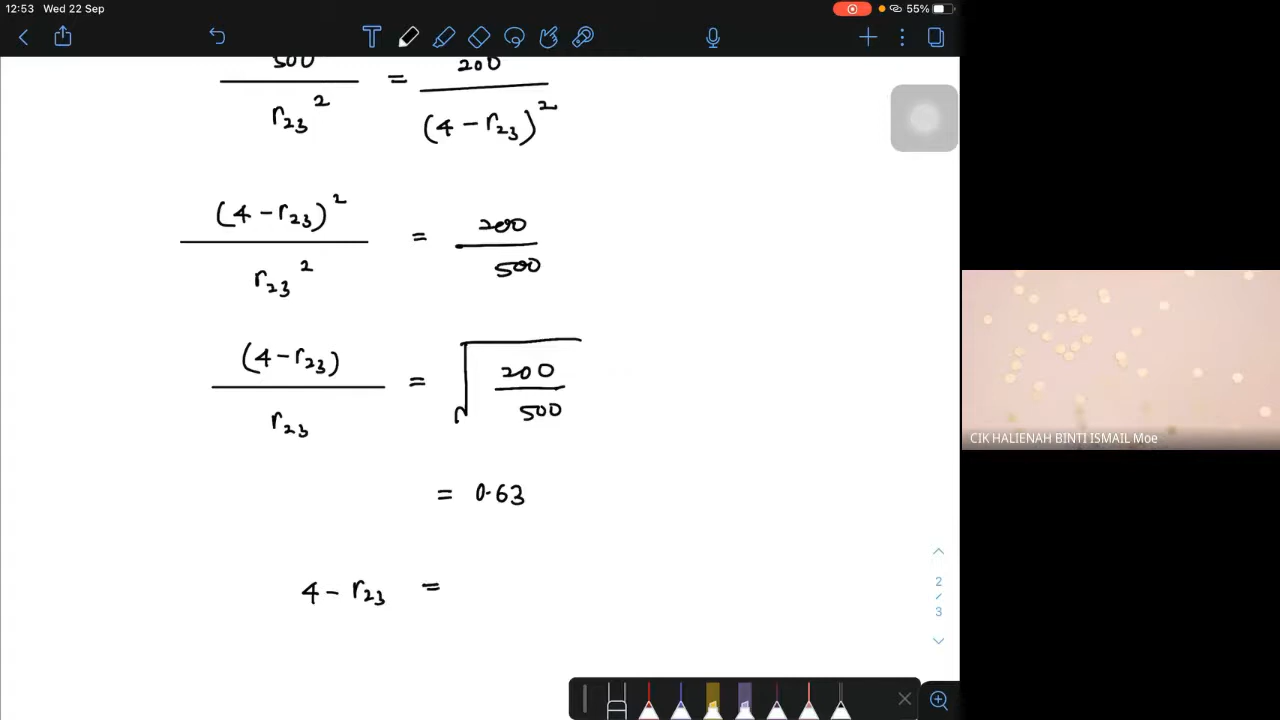 12:53 Wed 22 Sep 55%
T
500 / r₂₃² = 200 / (4 - r₂₃)²
(4 - r₂₃)² / r₂₃² = 200 / 500
(4 - r₂₃) / r₂₃ = √(200 / 500)
= 0.63
4 - r₂₃ =
CIK HALIENAH BINTI ISMAIL Moe
2
/
3